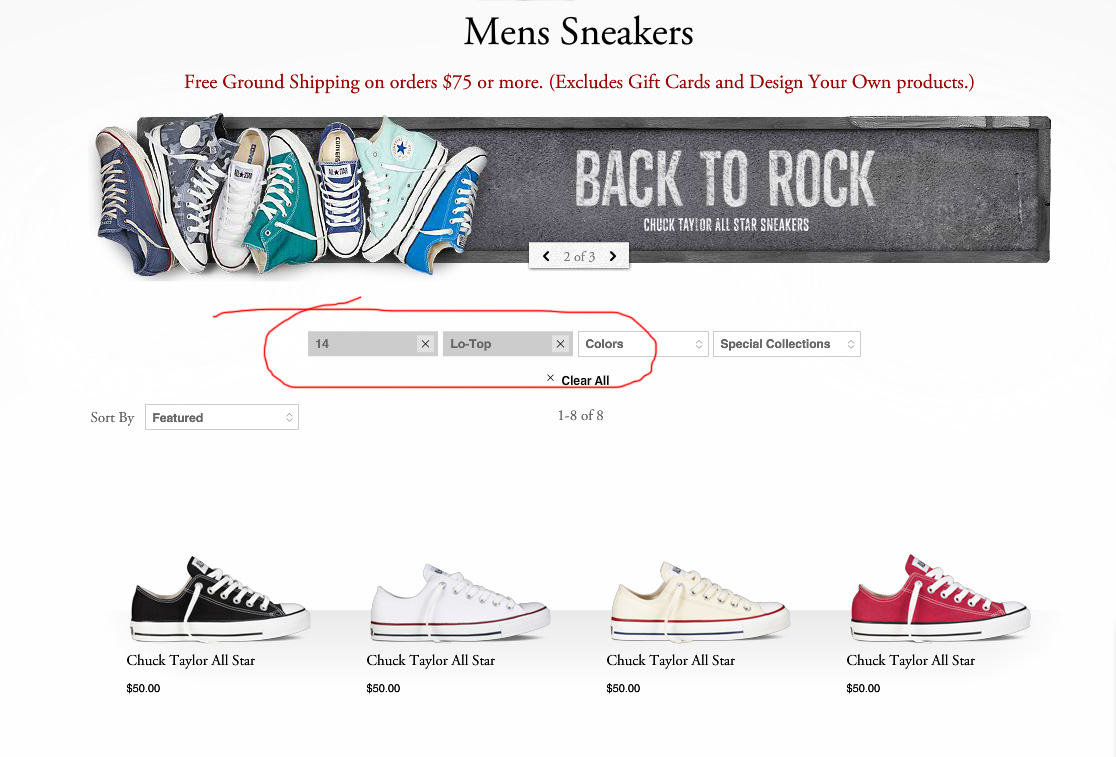 Mens Sneakers
Free Ground Shipping on orders $75 or more. (Excludes Gift Cards and Design Your Own products.)
BACK TO ROCK
CHUCK TAYLOR ALL STAR SNEAKERS
2 of 3
14
Lo-Top
Colors
Special Collections
Clear All
Sort By Featured
1-8 of 8
Chuck Taylor All Star
$50.00
Chuck Taylor All Star
$50.00
Chuck Taylor All Star
$50.00
Chuck Taylor All Star
$50.00